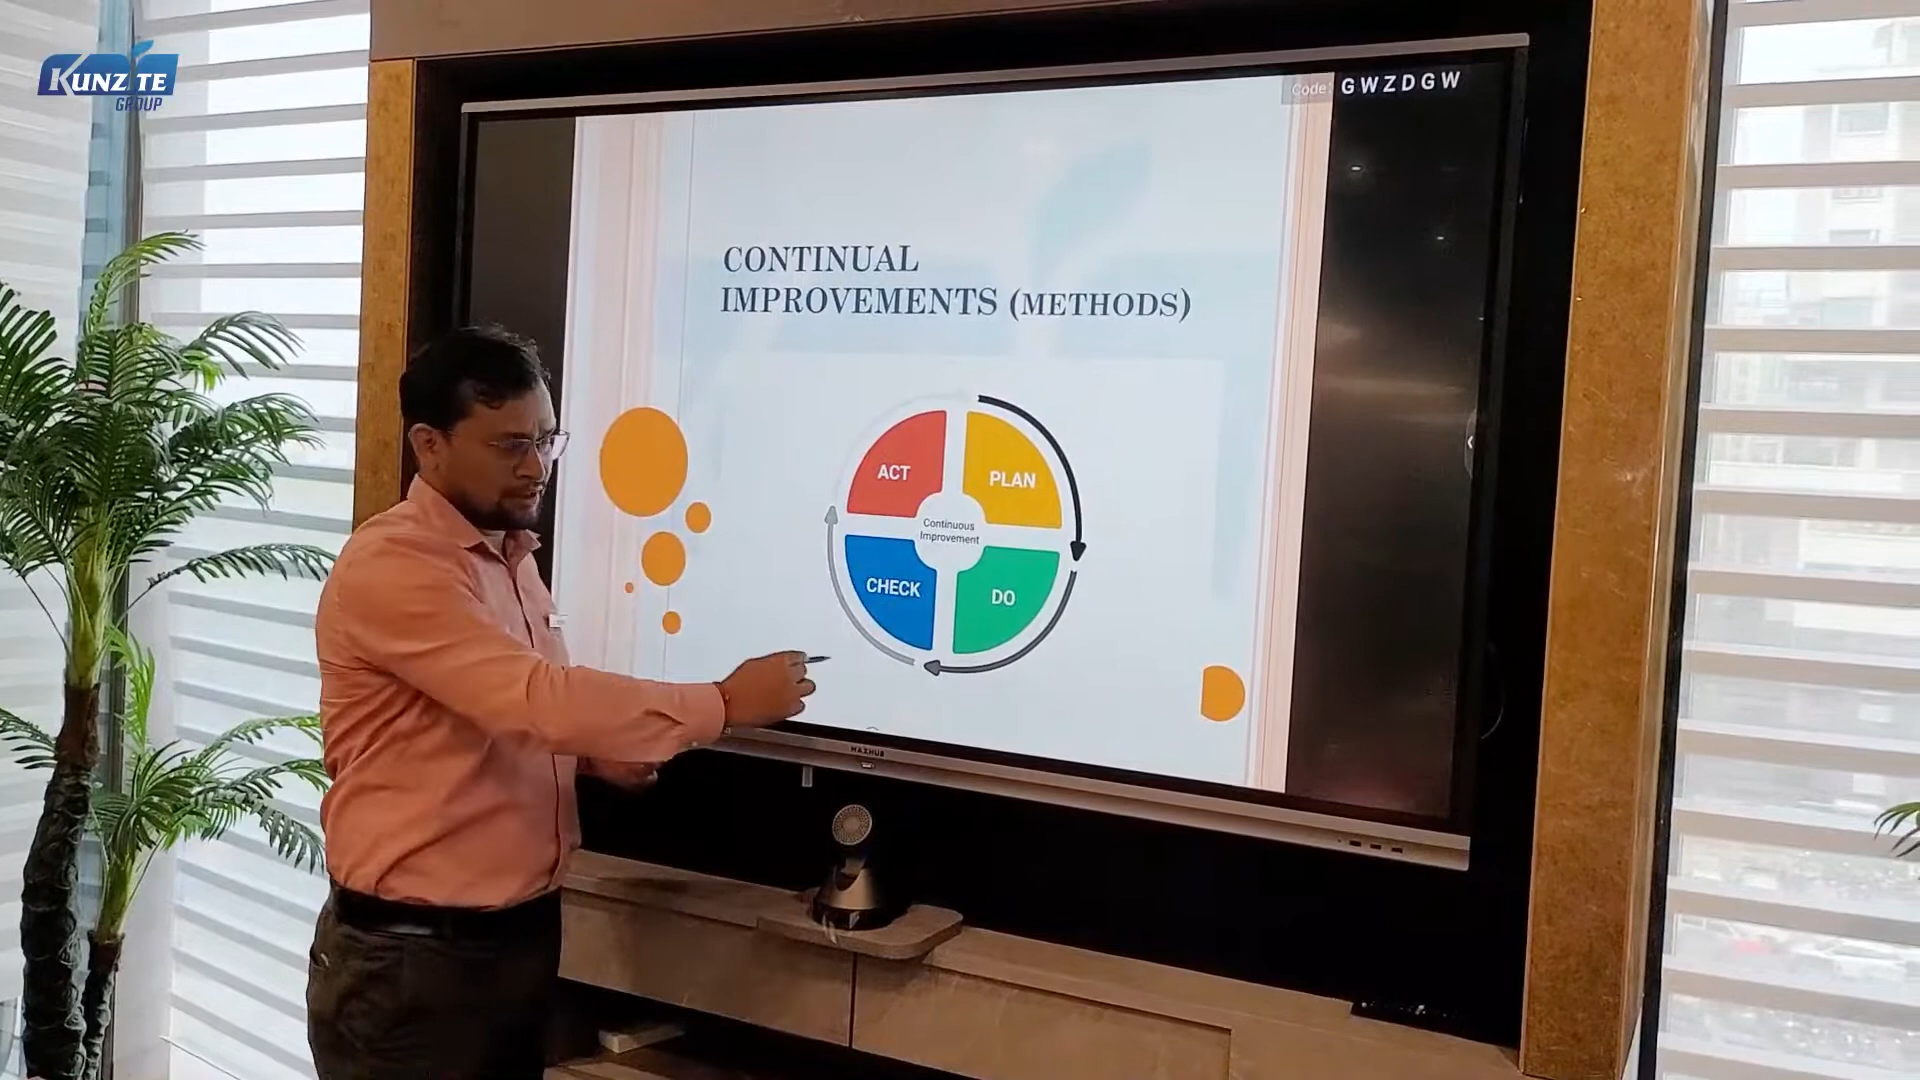 KUNZITE
GROUP
Code: GWZDGW
CONTINUAL
IMPROVEMENTS (METHODS)
ACT
PLAN
Continuous
Improvement
CHECK
DO
MAXHUB